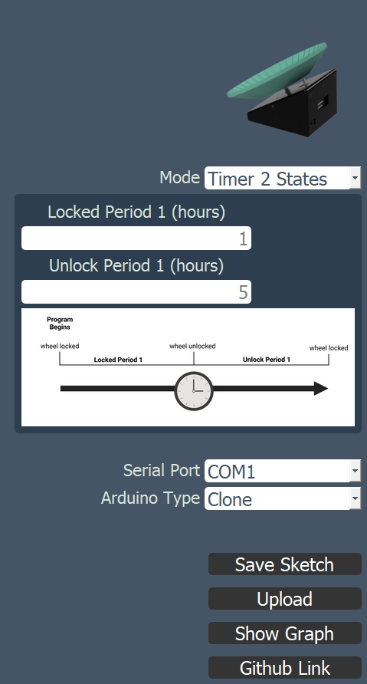 Mode Timer 2 States
Locked Period 1 (hours)
1
Unlock Period 1 (hours)
5
Program
Begins
wheel locked wheel unlocked wheel locked
Locked Period 1 Unlock Period 1
Serial Port COM1
Arduino Type Clone
Save Sketch
Upload
Show Graph
Github Link